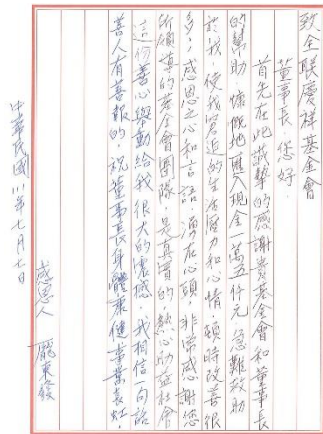 致全联慶祥基金會
董事長，您好．
首先在此誠摯的感謝貴基金會和董事長
的幫助，慷慨地匯入現金一萬五仟元，急難救助
於我，使我窘迫的生活壓力和心情，頓時改善很
多，感恩之心和言語，湧在心頭，非常感謝您
所領導的基金會團隊，是真實的熱心助益社會
這份善心舉動給我很大的震撼，我相信一句話
善人有善報的．祝董事長身體康健事業長虹．
感恩人 龐東發
中華民國111年七月七日